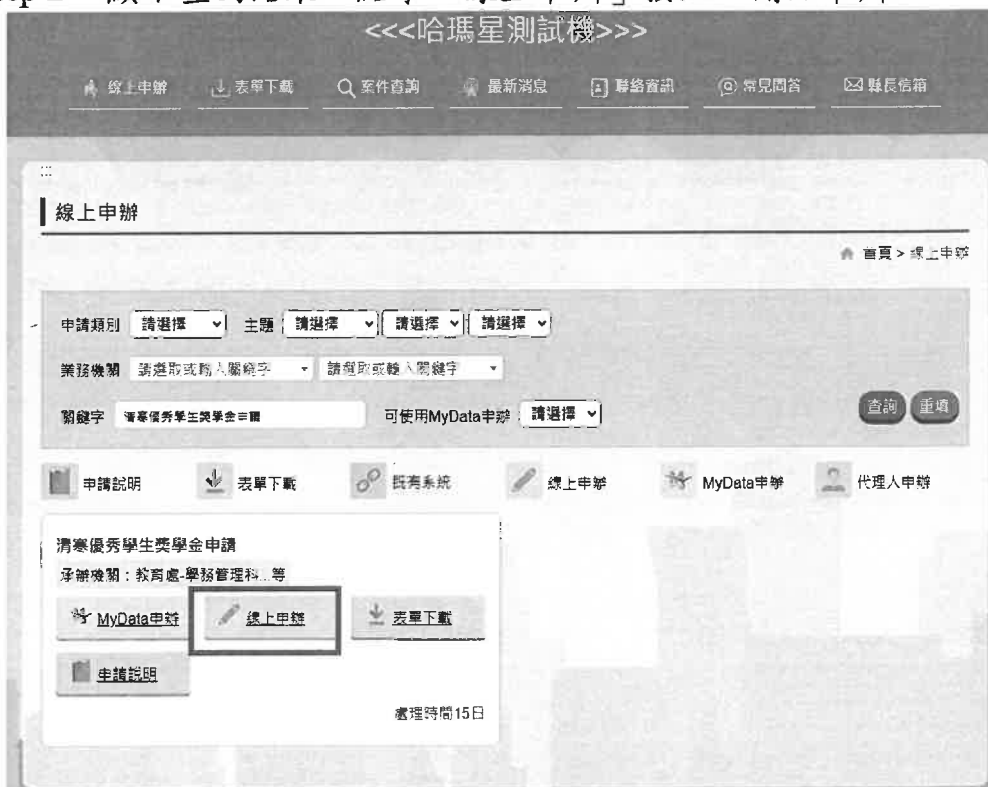 <<<哈瑪星測試機>>>
線上申辦 表單下載 案件查詢 最新消息 聯絡資訊 常見問答 縣長信箱
:::
線上申辦
首頁 > 線上申辦
申請類別 請選擇 主題 請選擇 請選擇 請選擇
業務機關 請選取或輸入關鍵字 請選取或輸入關鍵字
關鍵字 清寒優秀學生獎學金申請 可使用MyData申辦 : 請選擇 查詢 重填
申請說明 表單下載 既有系統 線上申辦 MyData申辦 代理人申辦
清寒優秀學生獎學金申請
承辦機關：教育處-學務管理科...等
MyData申辦 線上申辦 表單下載
申請說明
處理時間15日